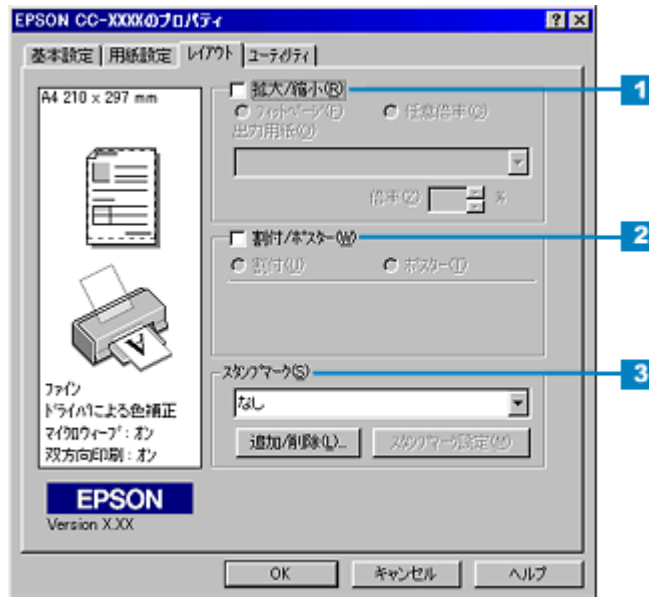 EPSON CC-XXXXのプロパティ
基本設定 用紙設定 レイアウト ユーティリティ
A4 210 x 297 mm
拡大/縮小(R)
1
フィットページ(F) 任意倍率(C)
出力用紙(O)
倍率(Z) %
割付/ポスター(W)
2
割付(U) ポスター(T)
スタンプマーク(S)
3
なし
追加/削除(L)... スタンプマーク設定(M)
A
ファイン
ドライバによる色補正
マイクロウィーブ:オン
双方向印刷:オン
EPSON
Version X.XX
OK キャンセル ヘルプ